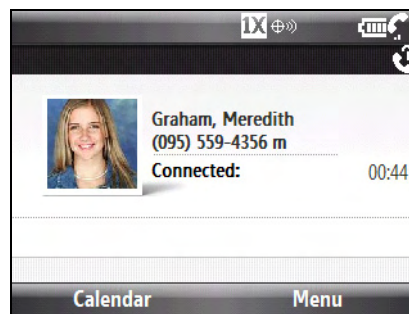 1X
Graham, Meredith
(095) 559-4356 m
Connected: 00:44
Calendar Menu